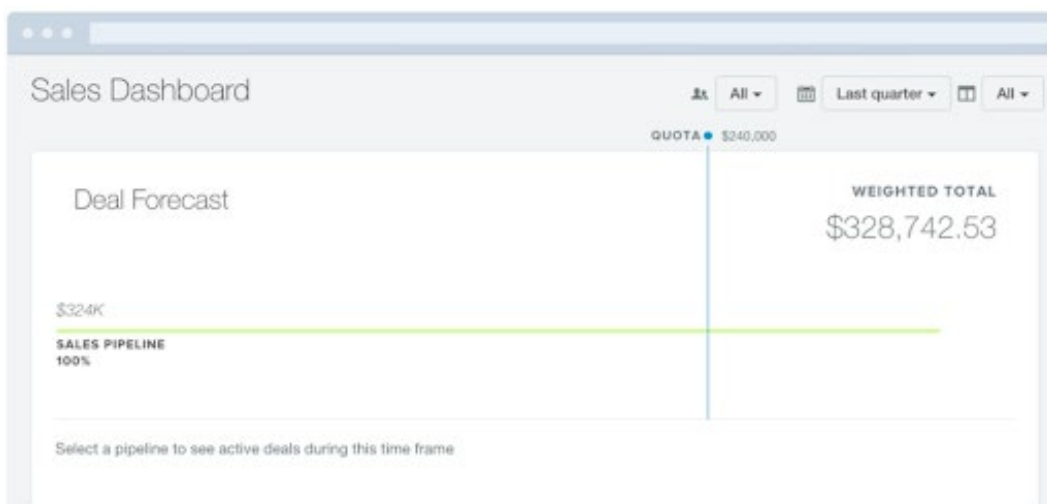 Sales Dashboard
All
Last quarter
All
QUOTA $240,000
Deal Forecast
WEIGHTED TOTAL
$328,742.53
$324K
SALES PIPELINE
100%
Select a pipeline to see active deals during this time frame